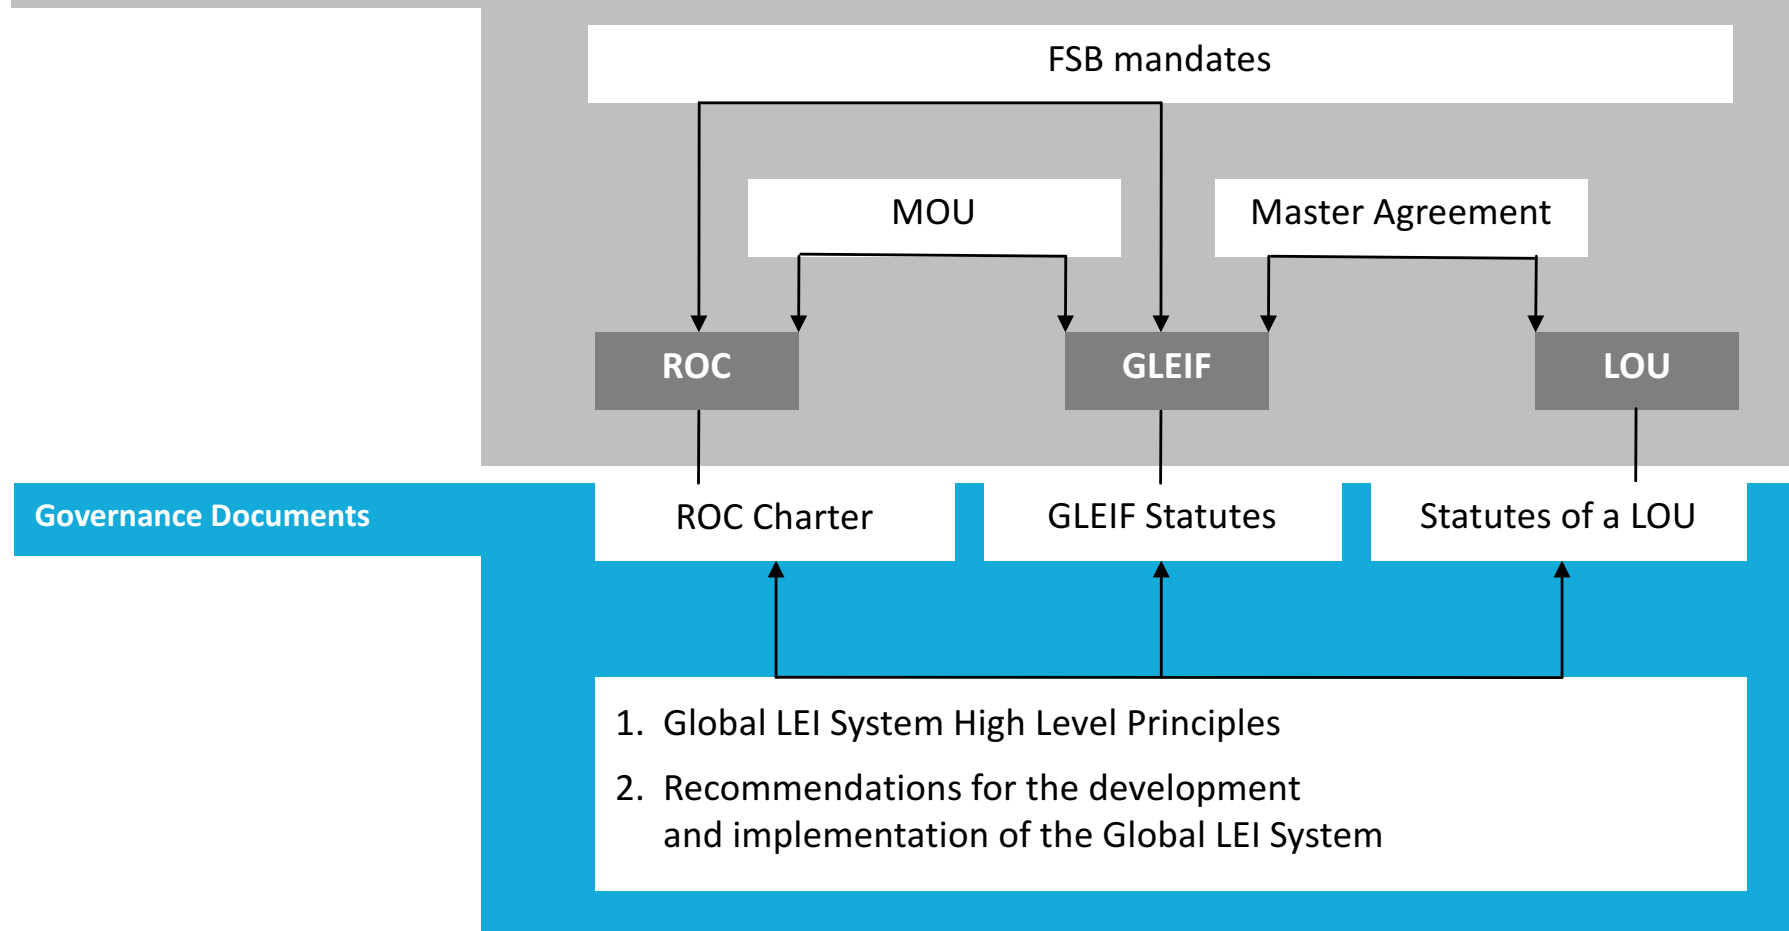 FSB mandates
MOU
Master Agreement
ROC
GLEIF
LOU
Governance Documents
ROC Charter
GLEIF Statutes
Statutes of a LOU
1. Global LEI System High Level Principles
2. Recommendations for the development
and implementation of the Global LEI System